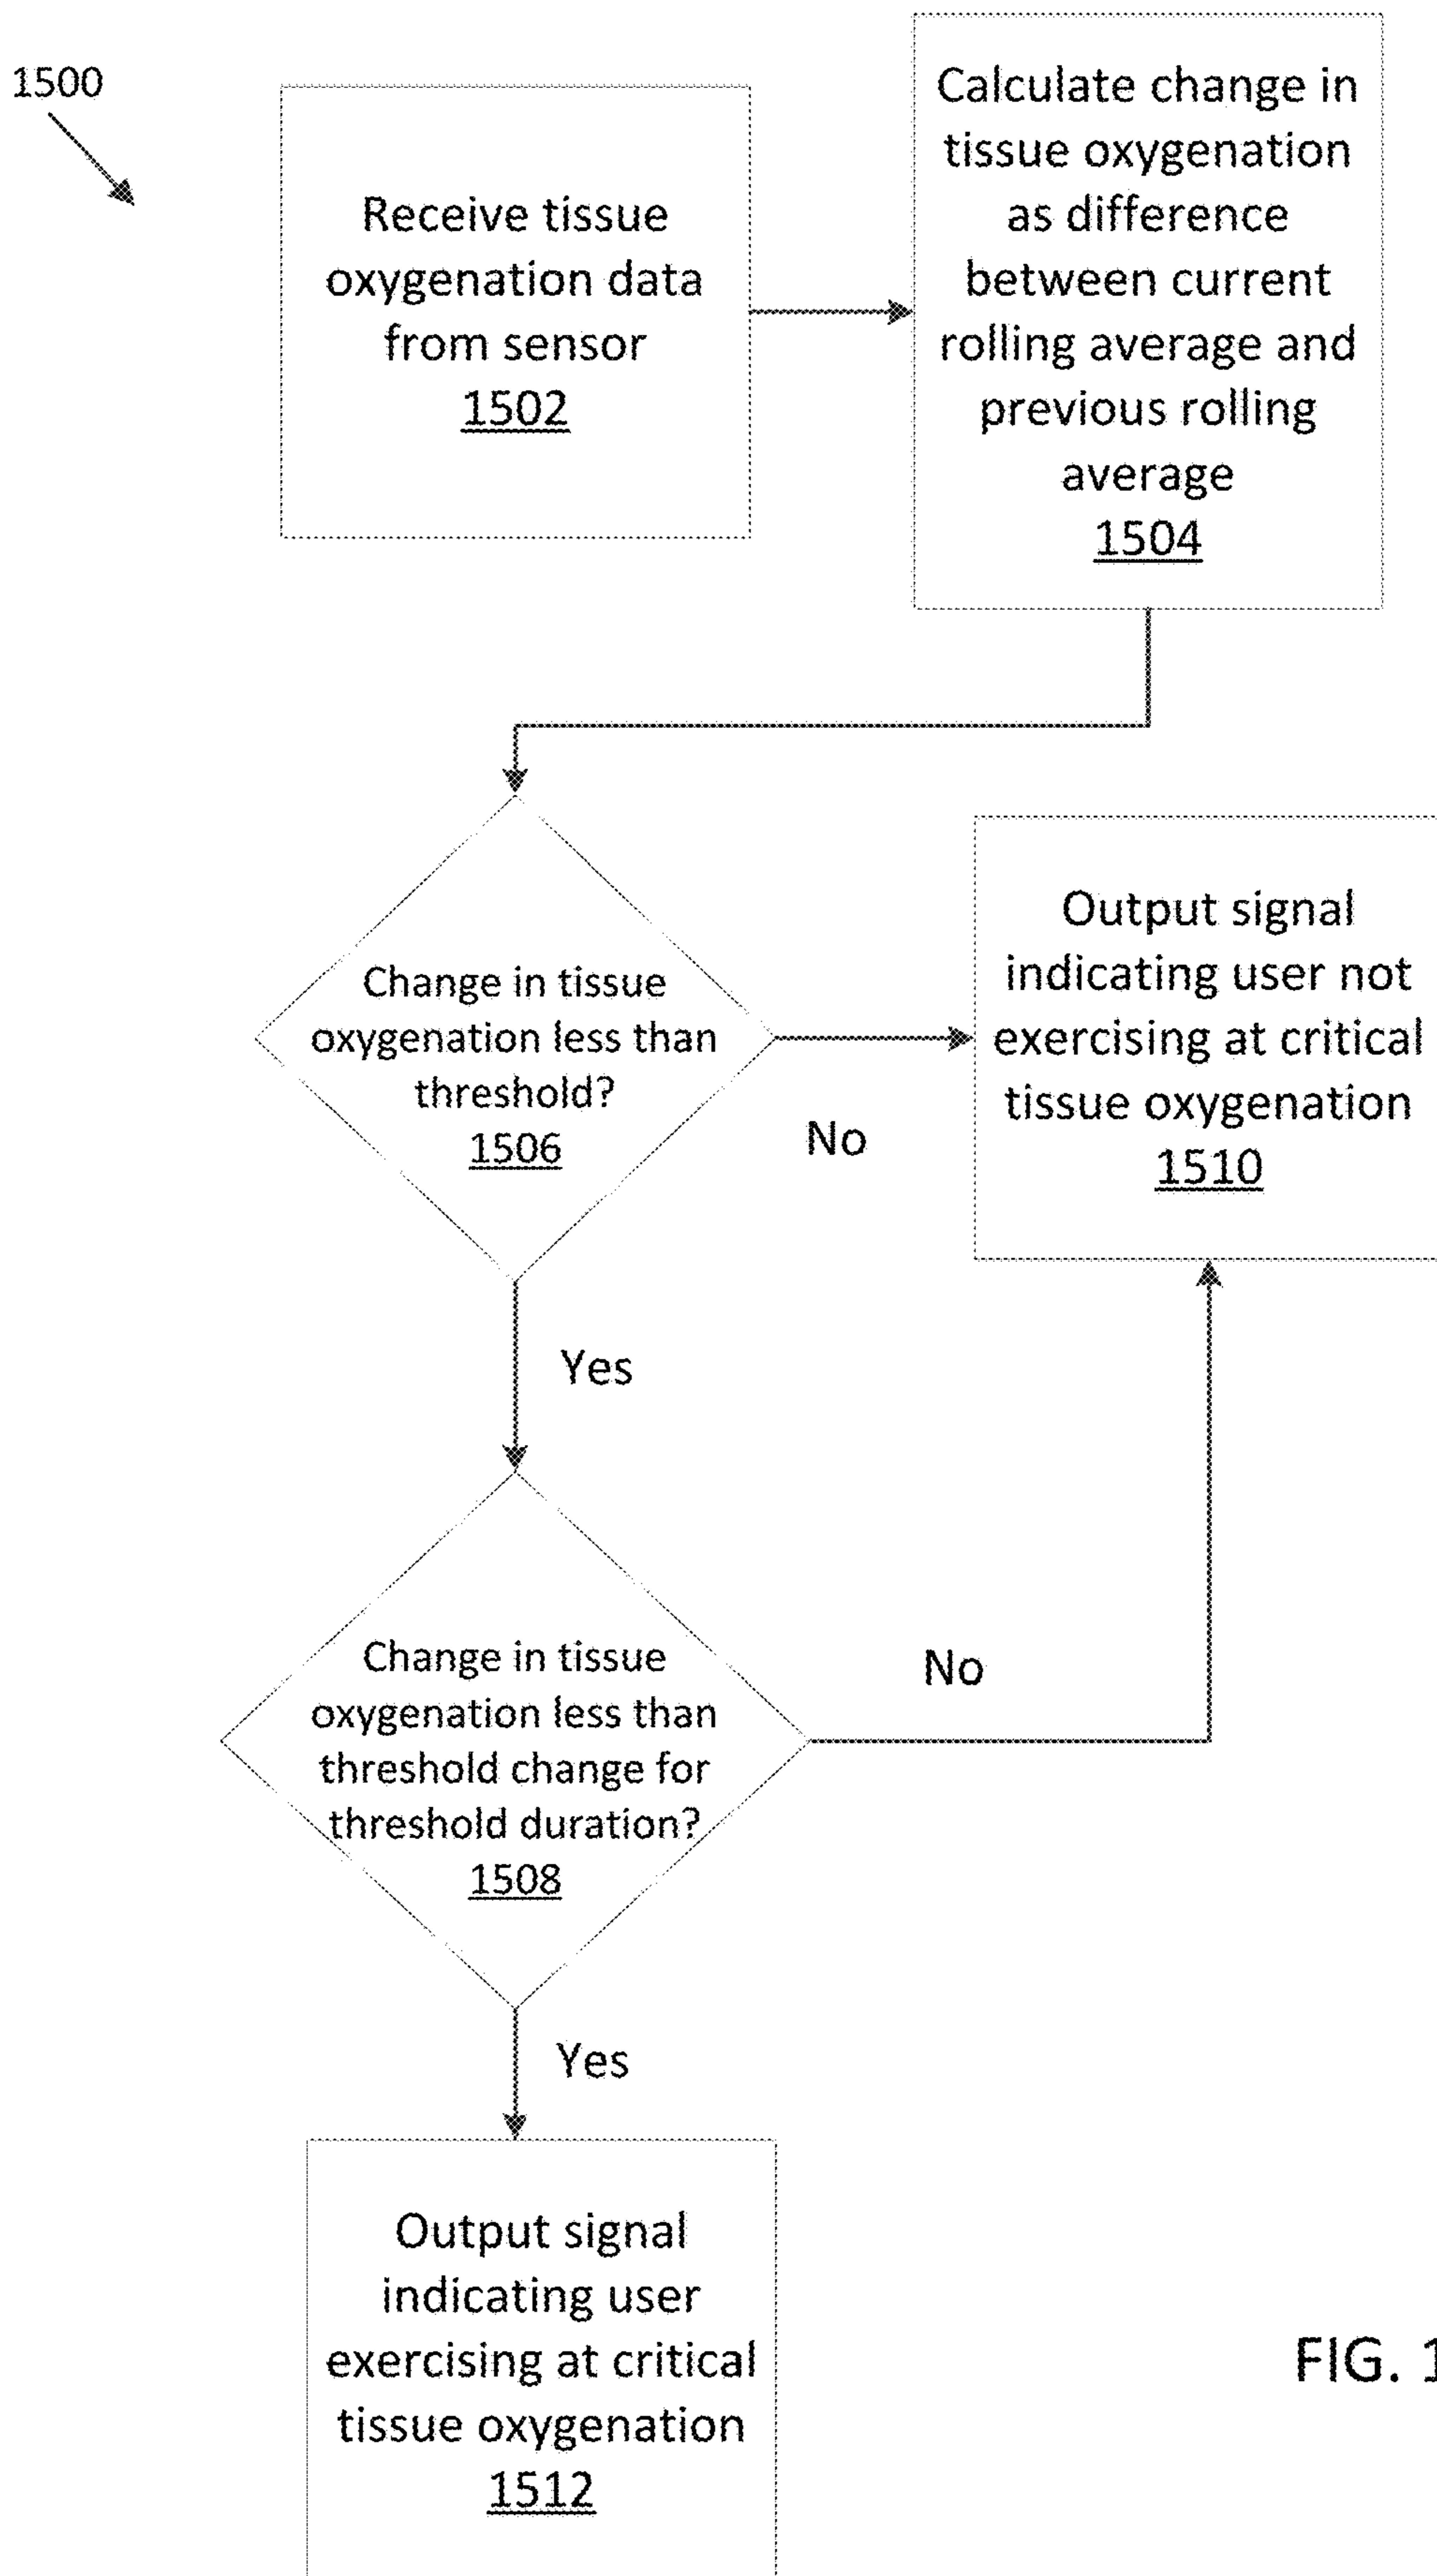 1500
Receive tissue
oxygenation data
from sensor
1502
Calculate change in
tissue oxygenation
as difference
between current
rolling average and
previous rolling
average
1504
Change in tissue
oxygenation less than
threshold?
1506
No
Output signal
indicating user not
exercising at critical
tissue oxygenation
1510
Yes
Change in tissue
oxygenation less than
threshold change for
threshold duration?
1508
No
Yes
Output signal
indicating user
exercising at critical
tissue oxygenation
1512
FIG. 1